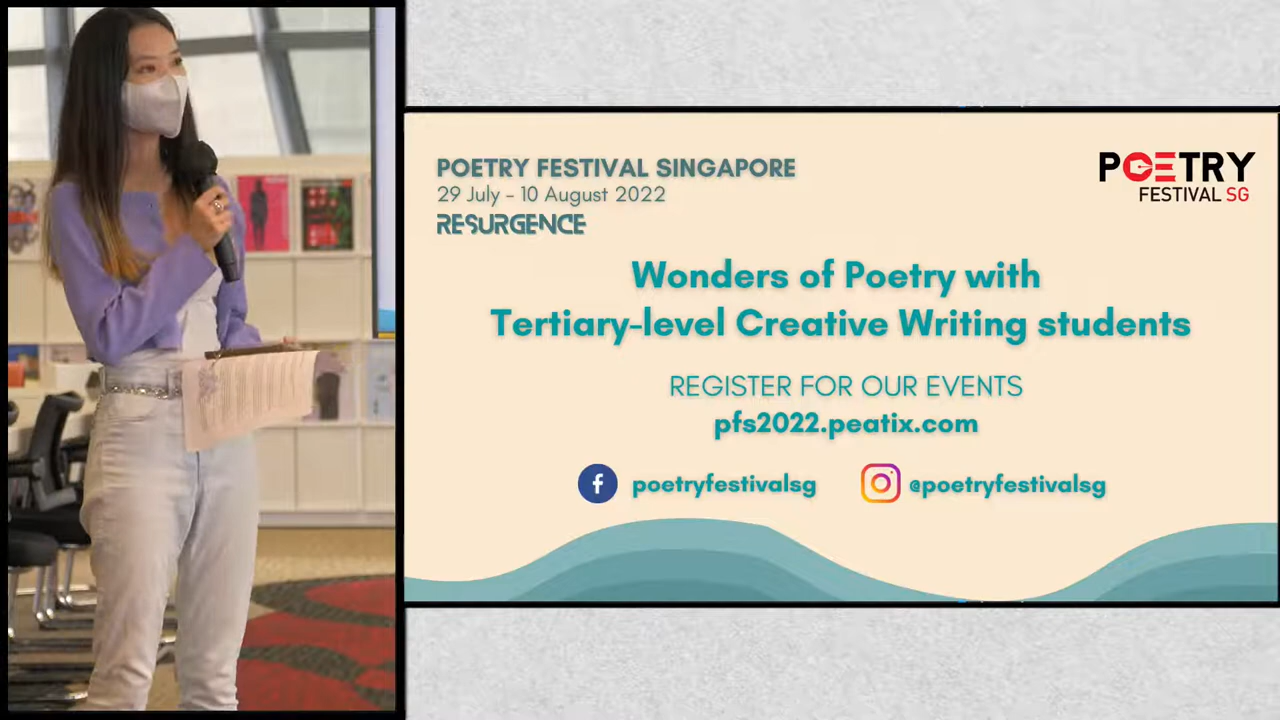 POETRY FESTIVAL SINGAPORE
29 July - 10 August 2022
RESURGENCE
POETRY
FESTIVAL SG
Wonders of Poetry with
Tertiary-level Creative Writing students
REGISTER FOR OUR EVENTS
pfs2022.peatix.com
poetryfestivalsg
@poetryfestivalsg